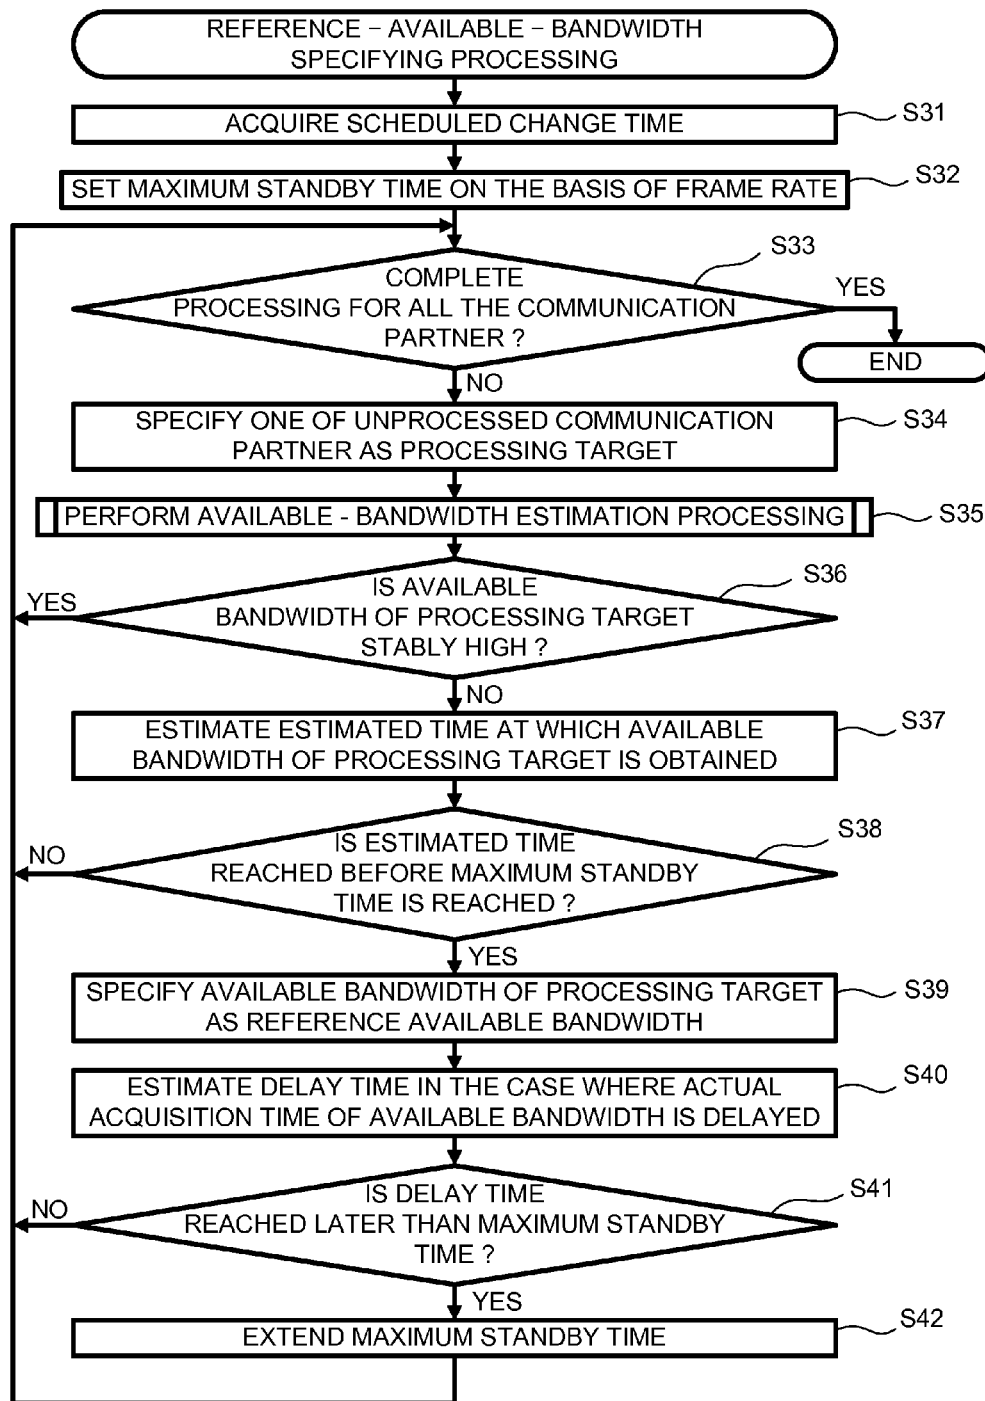 REFERENCE – AVAILABLE – BANDWIDTH
SPECIFYING PROCESSING
ACQUIRE SCHEDULED CHANGE TIME
S31
SET MAXIMUM STANDBY TIME ON THE BASIS OF FRAME RATE
S32
COMPLETE
PROCESSING FOR ALL THE COMMUNICATION
PARTNER ?
S33
YES
END
NO
SPECIFY ONE OF UNPROCESSED COMMUNICATION
PARTNER AS PROCESSING TARGET
S34
PERFORM AVAILABLE - BANDWIDTH ESTIMATION PROCESSING
S35
IS AVAILABLE
BANDWIDTH OF PROCESSING TARGET
STABLY HIGH ?
S36
YES
NO
ESTIMATE ESTIMATED TIME AT WHICH AVAILABLE
BANDWIDTH OF PROCESSING TARGET IS OBTAINED
S37
IS ESTIMATED TIME
REACHED BEFORE MAXIMUM STANDBY
TIME IS REACHED ?
S38
NO
YES
SPECIFY AVAILABLE BANDWIDTH OF PROCESSING TARGET
AS REFERENCE AVAILABLE BANDWIDTH
S39
ESTIMATE DELAY TIME IN THE CASE WHERE ACTUAL
ACQUISITION TIME OF AVAILABLE BANDWIDTH IS DELAYED
S40
IS DELAY TIME
REACHED LATER THAN MAXIMUM STANDBY
TIME ?
S41
NO
YES
EXTEND MAXIMUM STANDBY TIME
S42